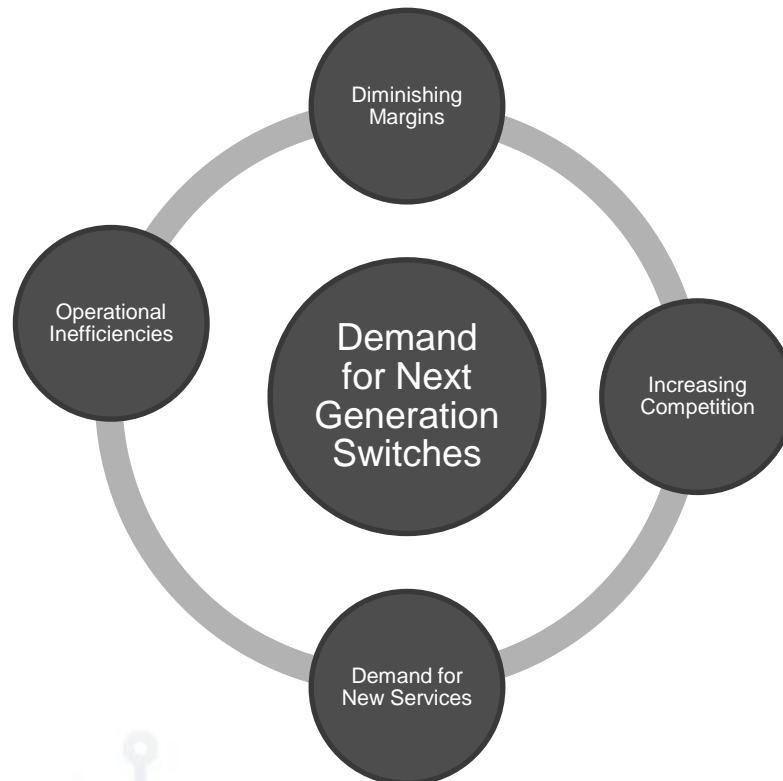 Diminishing
Margins
Operational
Inefficiencies
Demand
for Next
Generation
Switches
Increasing
Competition
Demand for
New Services